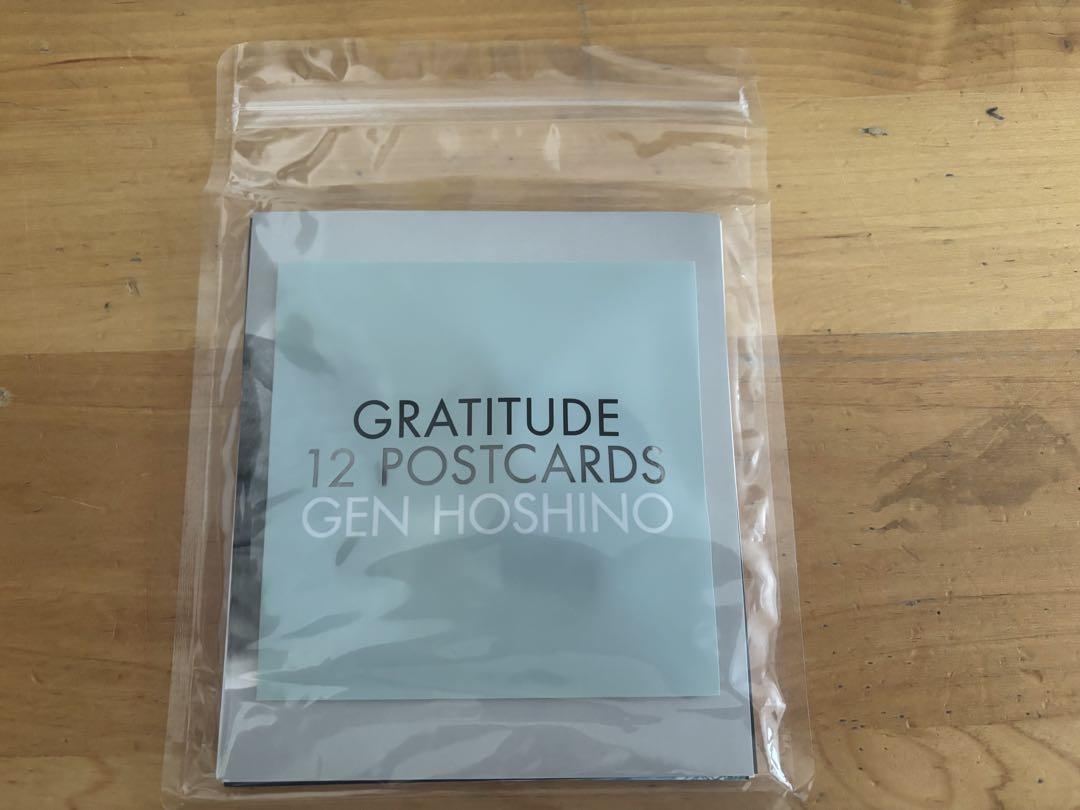 GRATITUDE
12 POSTCARDS
GEN HOSHINO